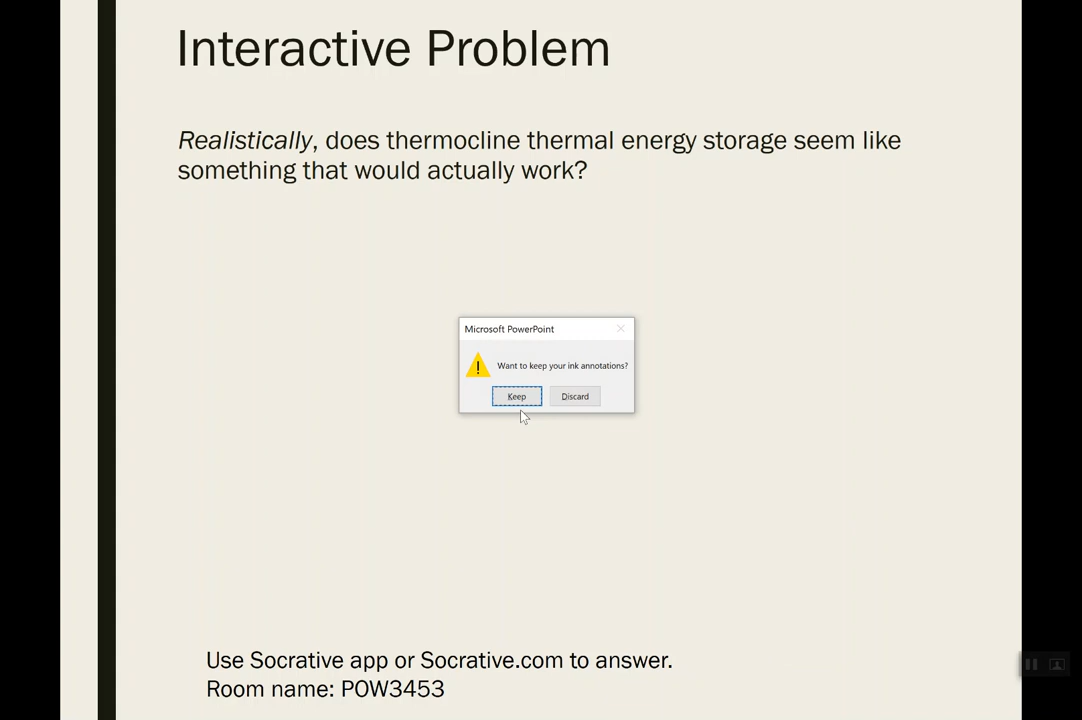 Interactive Problem
Realistically, does thermocline thermal energy storage seem like
something that would actually work?
Microsoft PowerPoint
Want to keep your ink annotations?
Keep
Discard
Use Socrative app or Socrative.com to answer.
Room name: POW3453